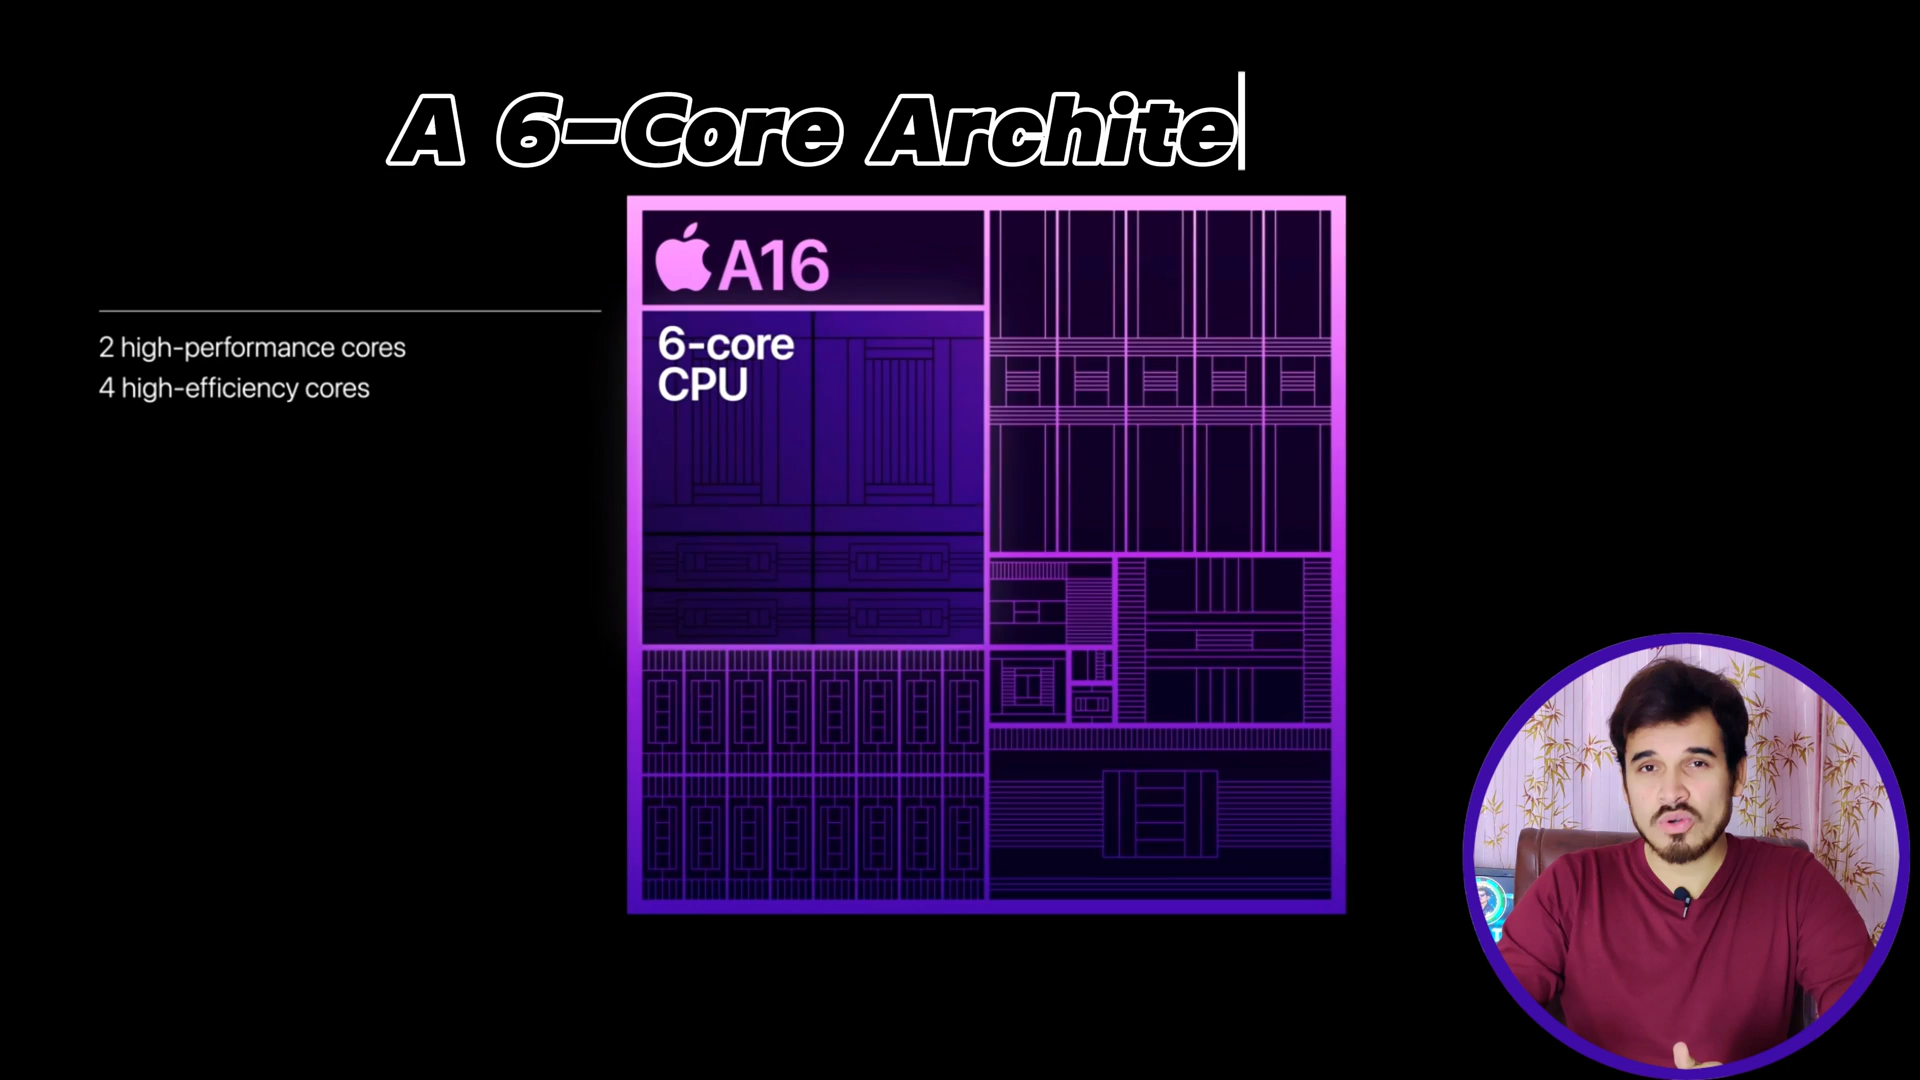 A 6-Core Archite
A16
6-core
CPU
2 high-performance cores
4 high-efficiency cores